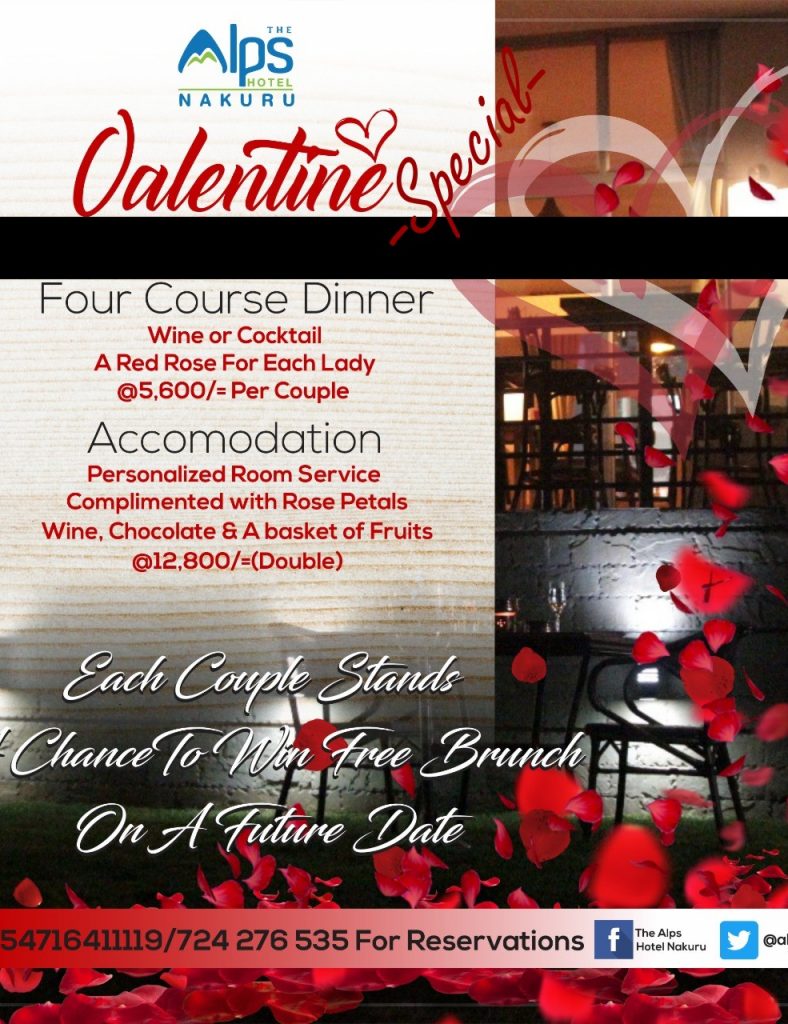 THE
Alps
HOTEL
NAKURU
Valentine
-Special-
Four Course Dinner
Wine or Cocktail
A Red Rose For Each Lady
@5,600/= Per Couple
Accomodation
Personalized Room Service
Complimented with Rose Petals
Wine, Chocolate & A basket of Fruits
@12,800/=(Double)
Each Couple Stands
A Chance To Win Free Brunch
On A Future Date
54716411119/724 276 535 For Reservations
f The Alps
Hotel Nakuru
@al